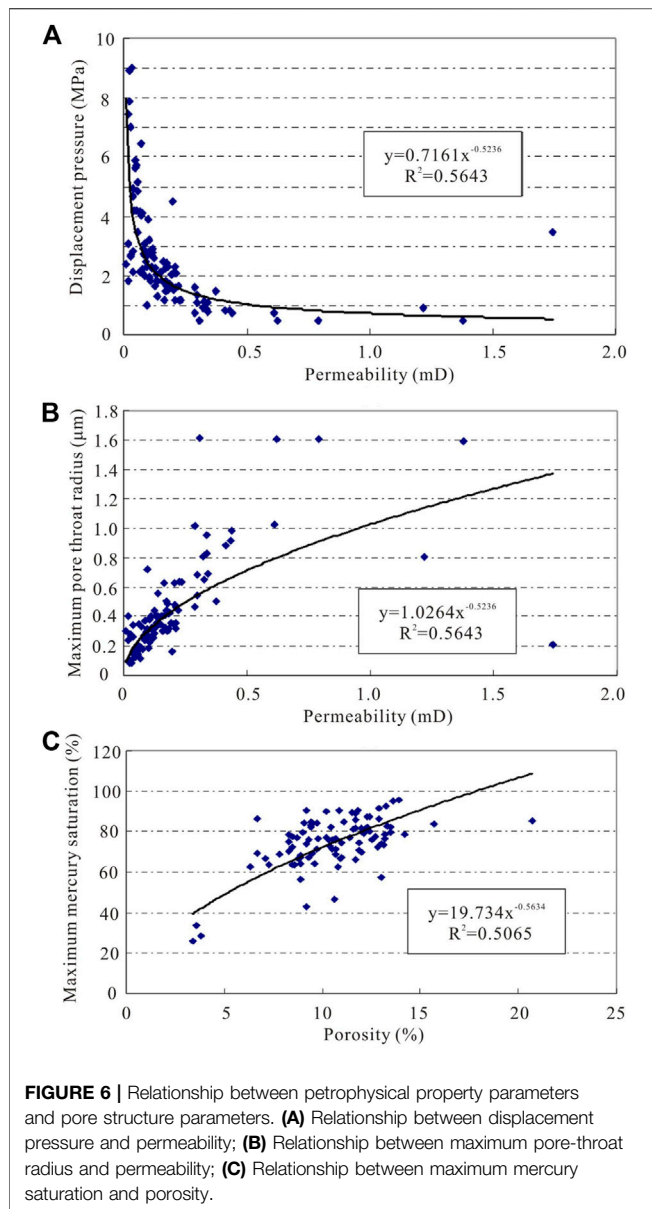 A
Displacement pressure (MPa)
10
8
6
4
2
0
y=0.7161x^-0.5236
R²=0.5643
0
0.5
1.0
1.5
2.0
Permeability (mD)
B
Maximum pore throat radius (μm)
1.8
1.6
1.4
1.2
1.0
0.8
0.6
0.4
0.2
0
y=1.0264x^-0.5236
R²=0.5643
0
0.5
1.0
1.5
2.0
Permeability (mD)
C
Maximum mercury saturation (%)
120
100
80
60
40
20
0
y=19.734x^-0.5634
R²=0.5065
0
5
10
15
20
25
Porosity (%)
FIGURE 6 | Relationship between petrophysical property parameters
and pore structure parameters. (A) Relationship between displacement
pressure and permeability; (B) Relationship between maximum pore-throat
radius and permeability; (C) Relationship between maximum mercury
saturation and porosity.